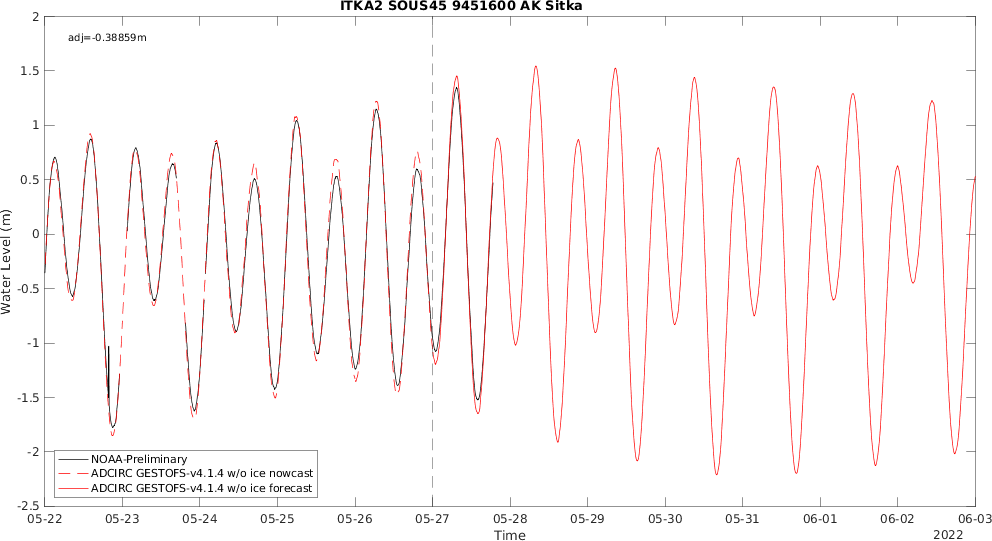 ITKA2 SOUS45 9451600 AK Sitka
adj=-0.38859m
Water Level (m)
2
1.5
1
0.5
0
-0.5
-1
-1.5
-2
-2.5
NOAA-Preliminary
ADCIRC GESTOFS-v4.1.4 w/o ice nowcast
ADCIRC GESTOFS-v4.1.4 w/o ice forecast
05-22 05-23 05-24 05-25 05-26 05-27 05-28 05-29 05-30 05-31 06-01 06-02 06-03
Time
2022